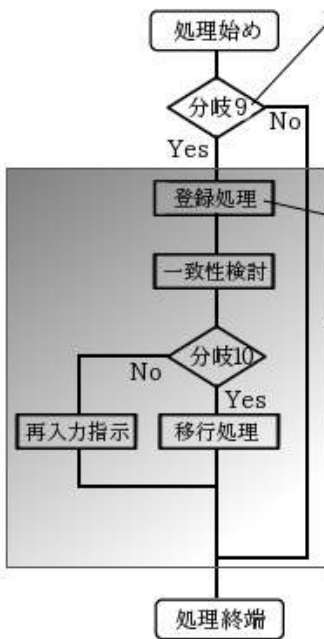 処理始め
分岐9
No
Yes
登録処理
一致性検討
分岐10
No
Yes
再入力指示
移行処理
処理終端